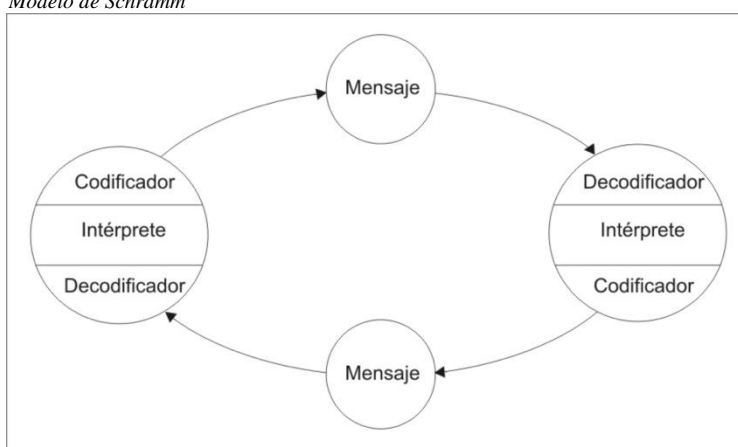 Modelo de Schramm
Mensaje
Codificador
Intérprete
Decodificador
Decodificador
Intérprete
Codificador
Mensaje